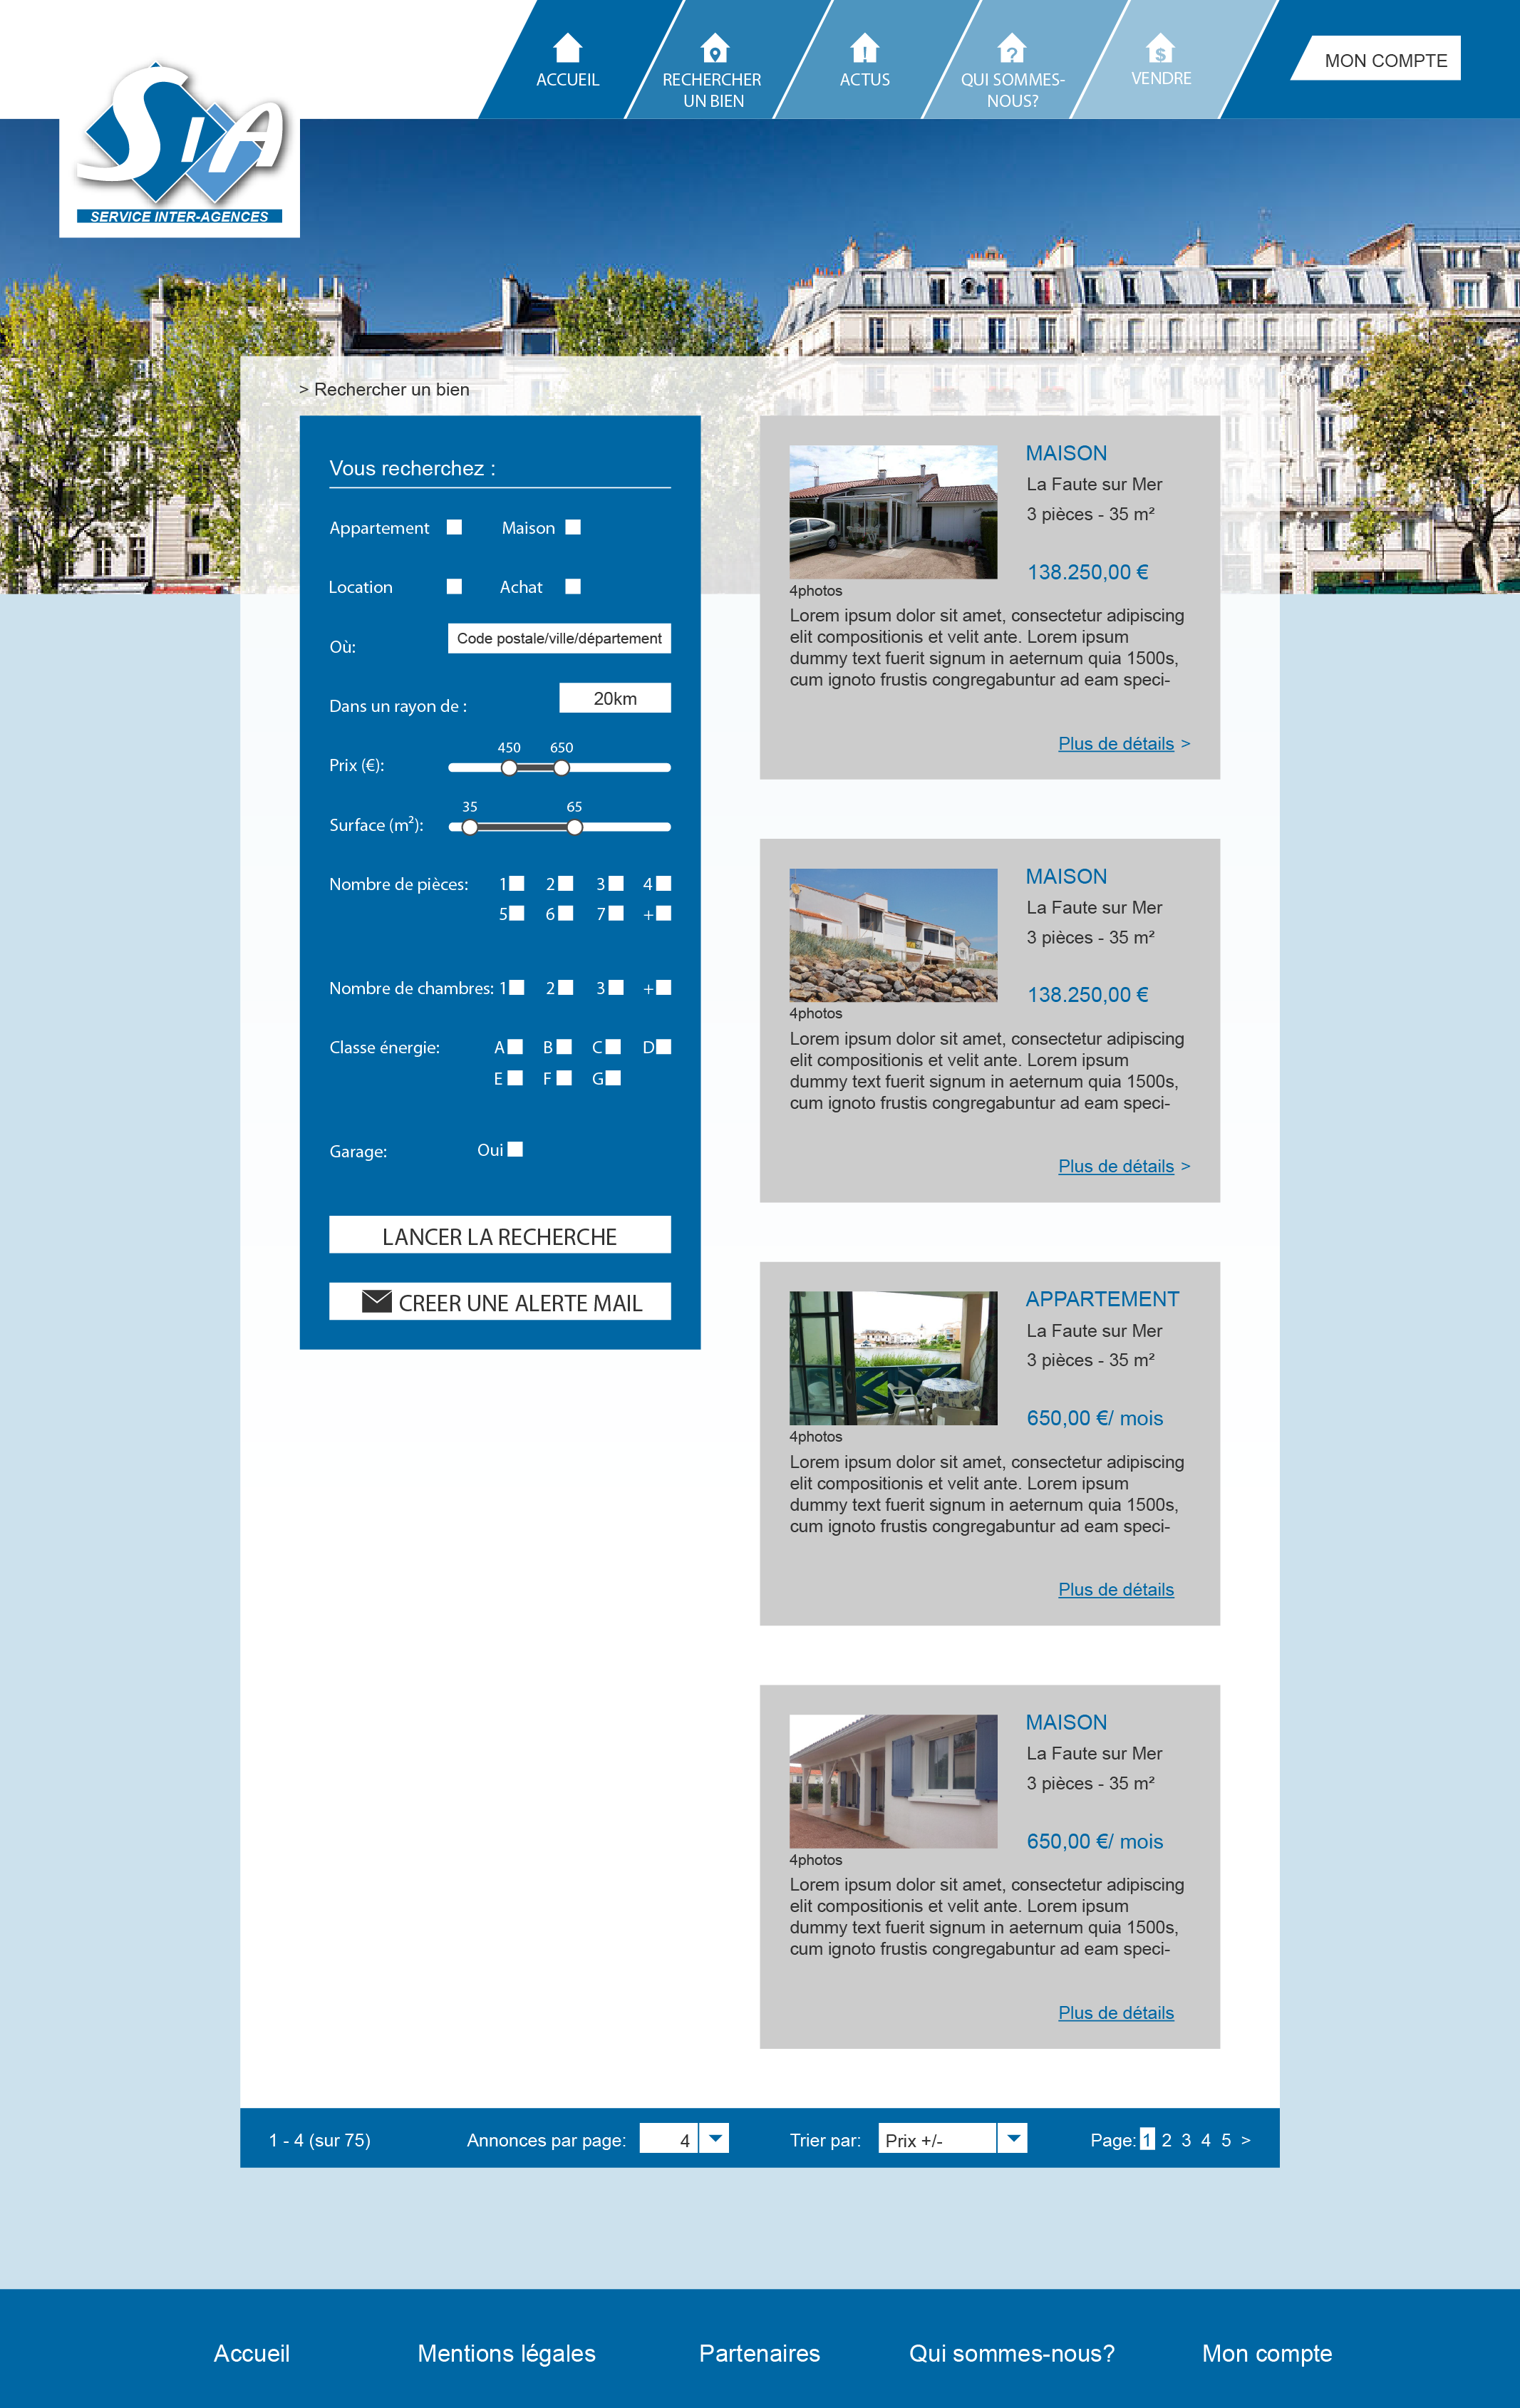 ACCUEIL
RECHERCHER
UN BIEN
ACTUS
QUI SOMMES-
NOUS?
VENDRE
MON COMPTE
SIA
SERVICE INTER-AGENCES
> Rechercher un bien
Vous recherchez :
Appartement Maison
Location Achat
Où: Code postale/ville/département
Dans un rayon de : 20km
450 650
Prix (€):
35 65
Surface (m²):
Nombre de pièces: 1 2 3 4
5 6 7 +
Nombre de chambres: 1 2 3 +
Classe énergie: A B C D
E F G
Garage: Oui
LANCER LA RECHERCHE
CREER UNE ALERTE MAIL
MAISON
La Faute sur Mer
3 pièces - 35 m²
138.250,00 €
4photos
Lorem ipsum dolor sit amet, consectetur adipiscing
elit compositionis et velit ante. Lorem ipsum
dummy text fuerit signum in aeternum quia 1500s,
cum ignoto frustis congregabuntur ad eam speci-
Plus de détails >
MAISON
La Faute sur Mer
3 pièces - 35 m²
138.250,00 €
4photos
Lorem ipsum dolor sit amet, consectetur adipiscing
elit compositionis et velit ante. Lorem ipsum
dummy text fuerit signum in aeternum quia 1500s,
cum ignoto frustis congregabuntur ad eam speci-
Plus de détails >
APPARTEMENT
La Faute sur Mer
3 pièces - 35 m²
650,00 €/ mois
4photos
Lorem ipsum dolor sit amet, consectetur adipiscing
elit compositionis et velit ante. Lorem ipsum
dummy text fuerit signum in aeternum quia 1500s,
cum ignoto frustis congregabuntur ad eam speci-
Plus de détails
MAISON
La Faute sur Mer
3 pièces - 35 m²
650,00 €/ mois
4photos
Lorem ipsum dolor sit amet, consectetur adipiscing
elit compositionis et velit ante. Lorem ipsum
dummy text fuerit signum in aeternum quia 1500s,
cum ignoto frustis congregabuntur ad eam speci-
Plus de détails
1 - 4 (sur 75) Annonces par page: 4 Trier par: Prix +/- Page: 1 2 3 4 5 >
Accueil Mentions légales Partenaires Qui sommes-nous? Mon compte